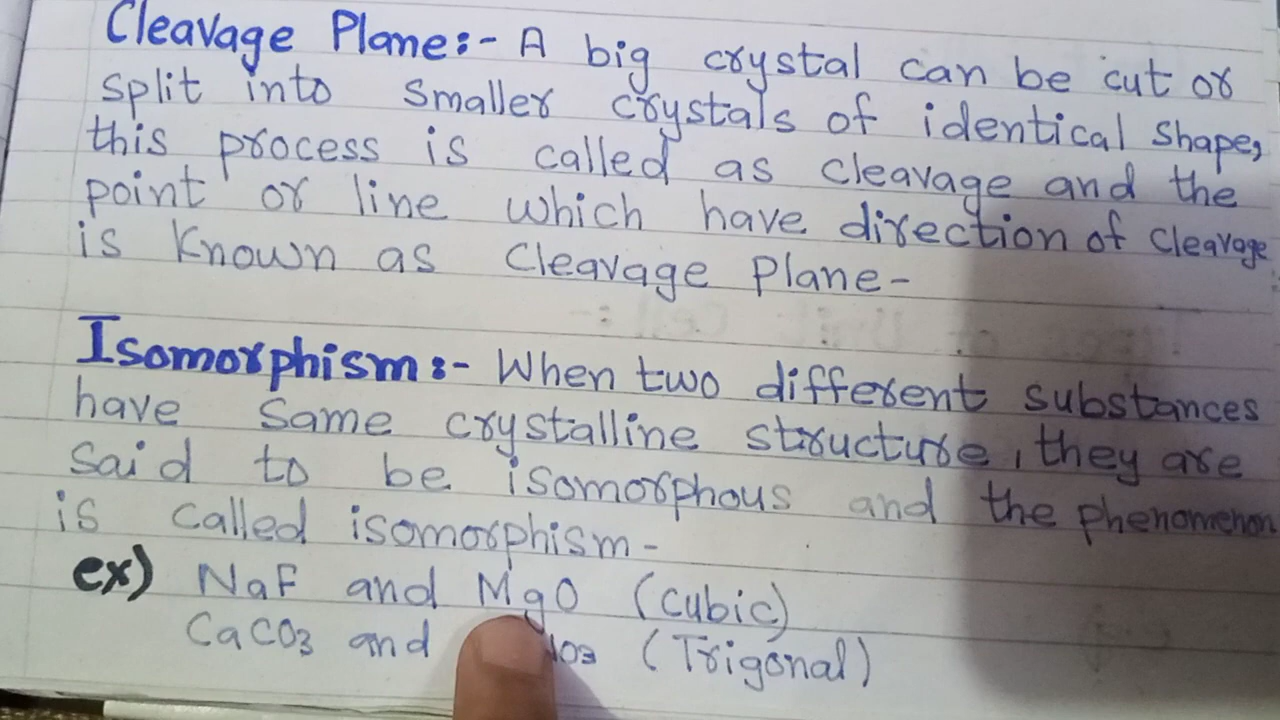 Cleavage Plane:- A big crystal can be cut or
split into smaller crystals of identical shape,
this process is called as cleavage and the
point or line which have direction of cleavage
is known as cleavage plane-
Isomorphism:- When two different substances
have same crystalline structure, they are
said to be isomorphous and the phenomenon
is called isomorphism-
ex) NaF and MgO (cubic)
CaCO3 and (Trigonal)